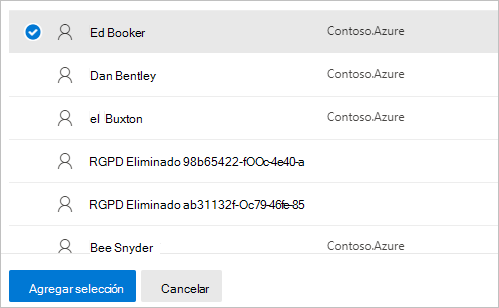 Ed Booker Contoso.Azure
Dan Bentley Contoso.Azure
el Buxton Contoso.Azure
RGPD Eliminado 98b65422-fOOc-4e40-a
RGPD Eliminado ab31132f-Oc79-46fe-85
Bee Snyder Contoso.Azure
Agregar selección Cancelar